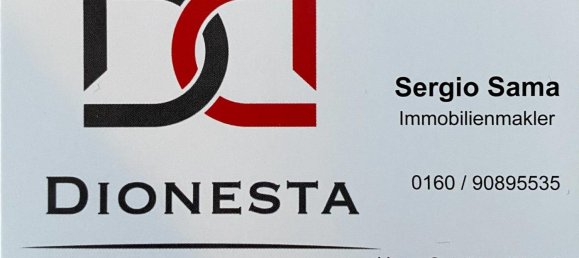 Sergio Sama
Immobilienmakler
0160 / 90895535
DIONESTA